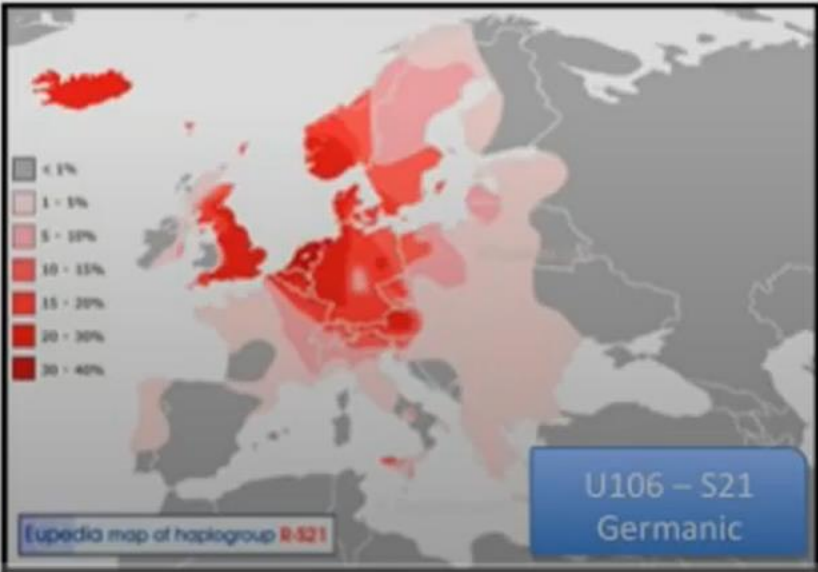 < 1%
1 - 5%
5 - 10%
10 - 15%
15 - 20%
20 - 30%
30 - 40%
U106 – S21
Germanic
Eupedia map of haplogroup R-S21